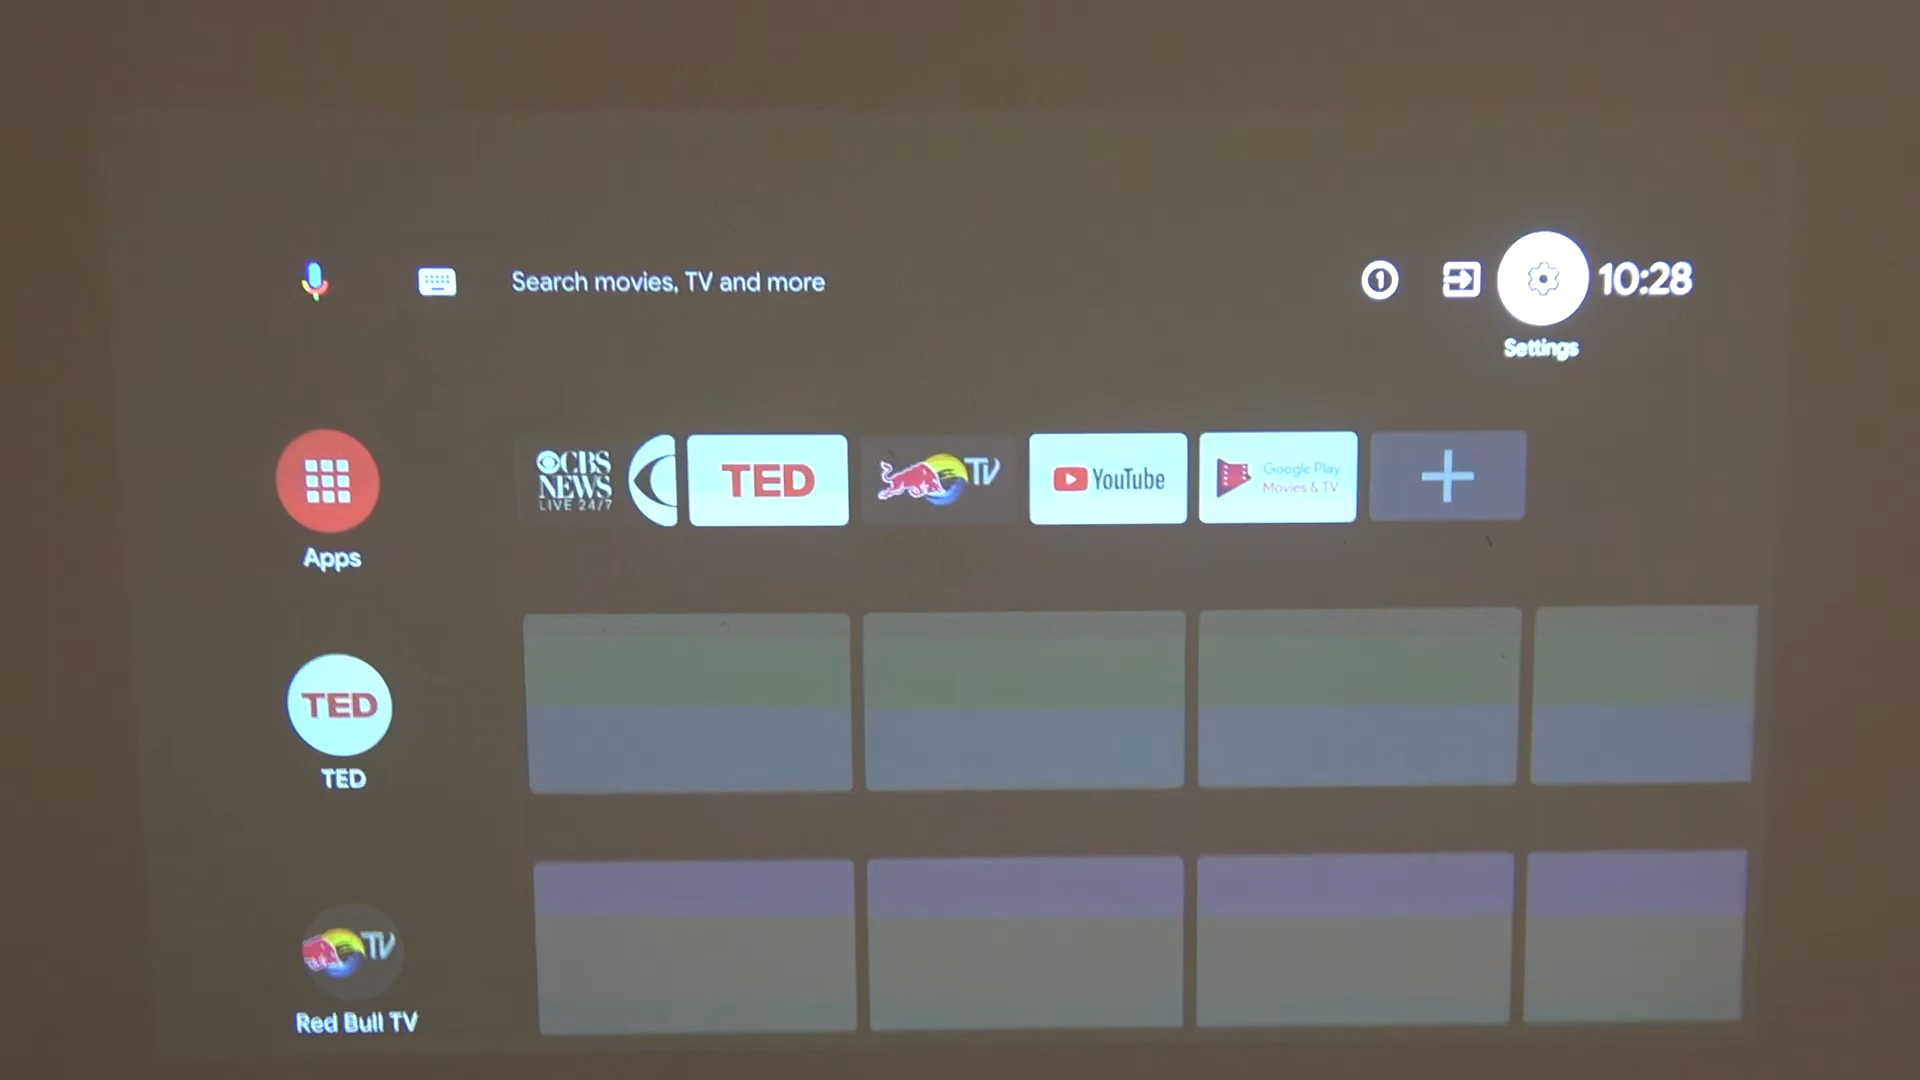 Search movies, TV and more
1
10:28
Settings
CBS
NEWS
LIVE 24/7
TED
TV
YouTube
Google Play
Movies & TV
Apps
TED
TED
TV
Red Bull TV